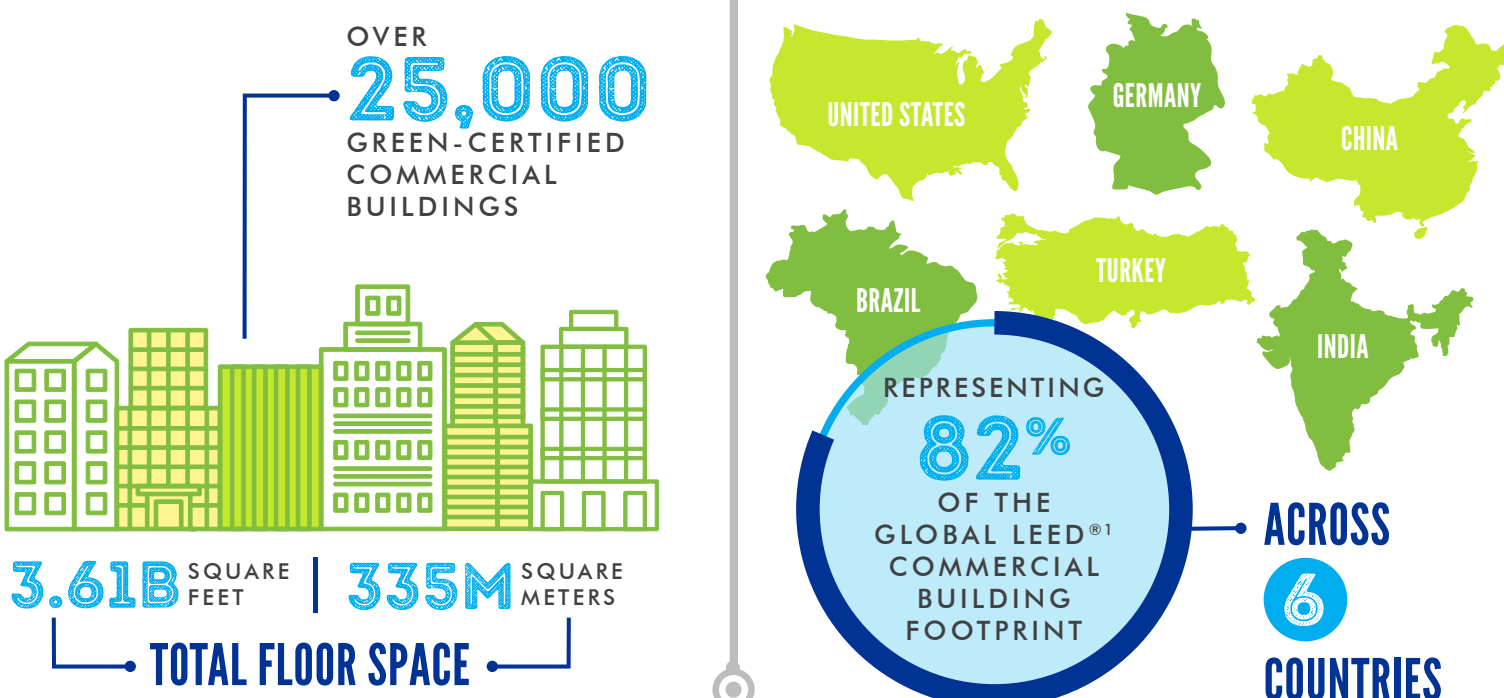 OVER
25,000
GREEN-CERTIFIED
COMMERCIAL
BUILDINGS
3.61B SQUARE
FEET
335M SQUARE
METERS
TOTAL FLOOR SPACE
UNITED STATES
GERMANY
CHINA
BRAZIL
TURKEY
INDIA
REPRESENTING
82%
OF THE
GLOBAL LEED®1
COMMERCIAL
BUILDING
FOOTPRINT
ACROSS
6
COUNTRIES